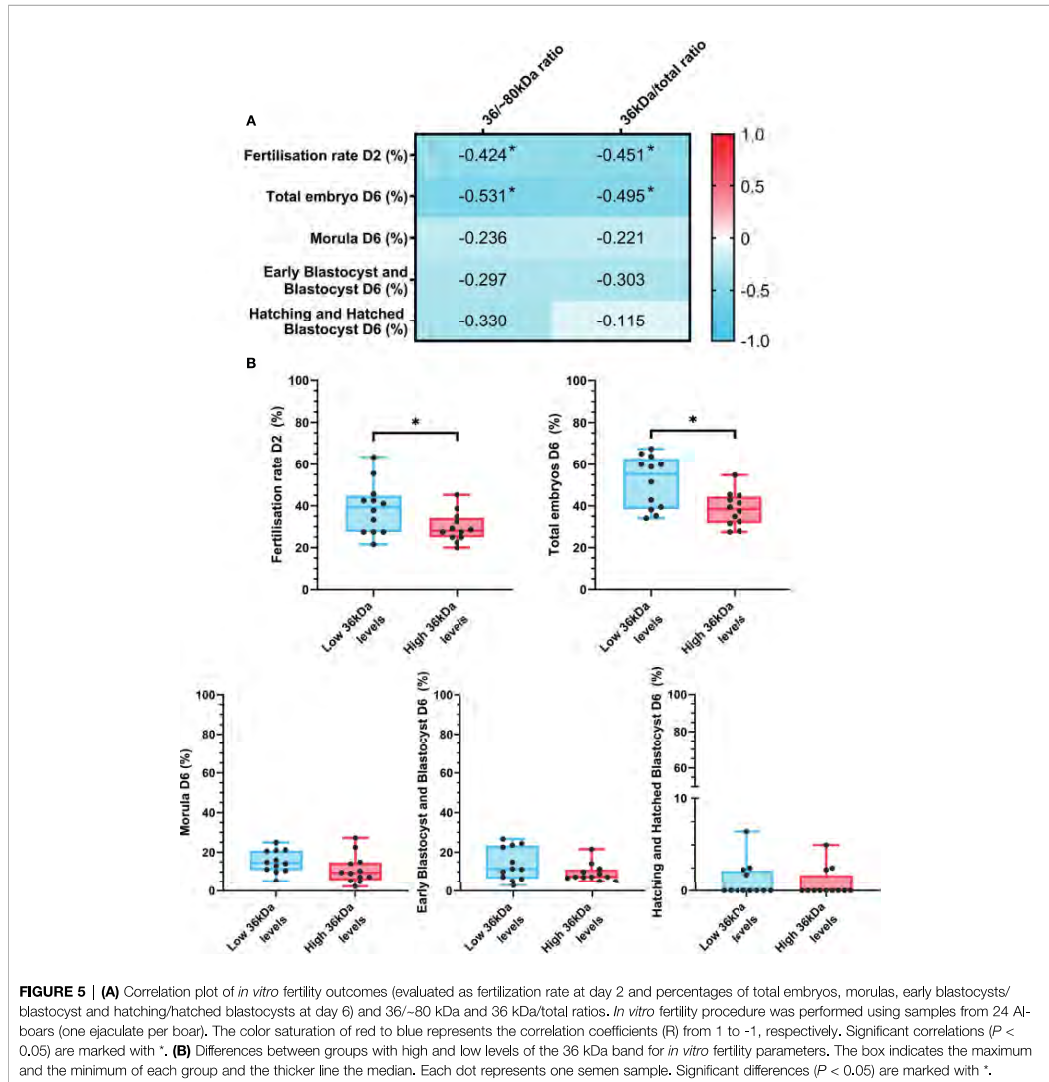 A
36/~80kDa ratio
36kDa/total ratio
Fertilisation rate D2 (%)
-0.424*
-0.451*
Total embryo D6 (%)
-0.531*
-0.495*
Morula D6 (%)
-0.236
-0.221
Early Blastocyst and
Blastocyst D6 (%)
-0.297
-0.303
Hatching and Hatched
Blastocyst D6 (%)
-0.330
-0.115
1.0
0.5
0
-0.5
-1.0
B
Fertilisation rate D2 (%)
100
80
60
40
20
0
*
Low 36kDa
levels
High 36kDa
levels
Total embryos D6 (%)
100
80
60
40
20
0
*
Low 36kDa
levels
High 36kDa
levels
Morula D6 (%)
100
80
60
40
20
0
Low 36kDa
levels
High 36kDa
levels
Early Blastocyst and Blastocyst D6 (%)
100
80
60
40
20
0
Low 36kDa
levels
High 36kDa
levels
Hatching and Hatched Blastocyst D6 (%)
100
80
60
10
0
Low 36kDa
levels
High 36kDa
levels
FIGURE 5 | (A) Correlation plot of in vitro fertility outcomes (evaluated as fertilization rate at day 2 and percentages of total embryos, morulas, early blastocysts/
blastocyst and hatching/hatched blastocysts at day 6) and 36/~80 kDa and 36 kDa/total ratios. In vitro fertility procedure was performed using samples from 24 AI-
boars (one ejaculate per boar). The color saturation of red to blue represents the correlation coefficients (R) from 1 to -1, respectively. Significant correlations (P <
0.05) are marked with *. (B) Differences between groups with high and low levels of the 36 kDa band for in vitro fertility parameters. The box indicates the maximum
and the minimum of each group and the thicker line the median. Each dot represents one semen sample. Significant differences (P < 0.05) are marked with *.